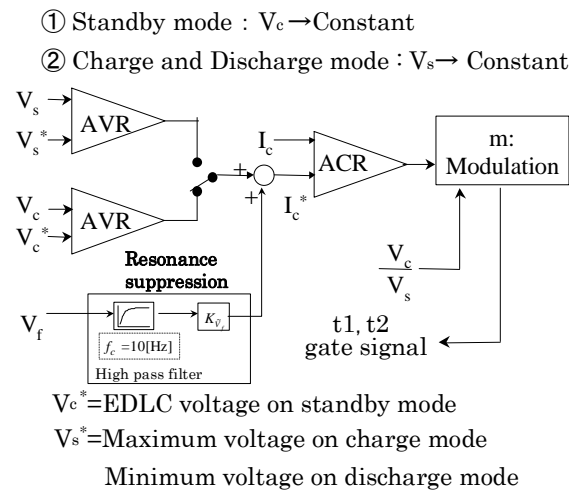 ① Standby mode : Vc→Constant
② Charge and Discharge mode : Vs→ Constant
Vs
Vs*
AVR
Vc
Vc*
AVR
+
+
Ic
Ic*
ACR
m:
Modulation
Vc
Vs
t1, t2
gate signal
Resonance
suppression
Vf
fc =10[Hz]
High pass filter
Vc*=EDLC voltage on standby mode
Vs*=Maximum voltage on charge mode
Minimum voltage on discharge mode